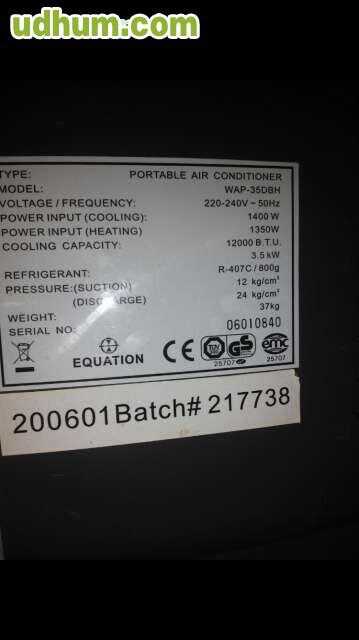 udhum.com
TYPE: PORTABLE AIR CONDITIONER
MODEL: WAP-35DBH
VOLTAGE / FREQUENCY: 220-240V ~ 50Hz
POWER INPUT (COOLING): 1400 W
POWER INPUT (HEATING) 1350W
COOLING CAPACITY: 12000 B.T.U.
3.5 kW
REFRIGERANT: R-407C / 800g
PRESSURE: (SUCTION) 12 kg/cm²
(DISCHARGE) 24 kg/cm²
WEIGHT: 37kg
SERIAL NO: 06010840
EQUATION CE TUV GS emc
25707 25707
200601Batch# 217738